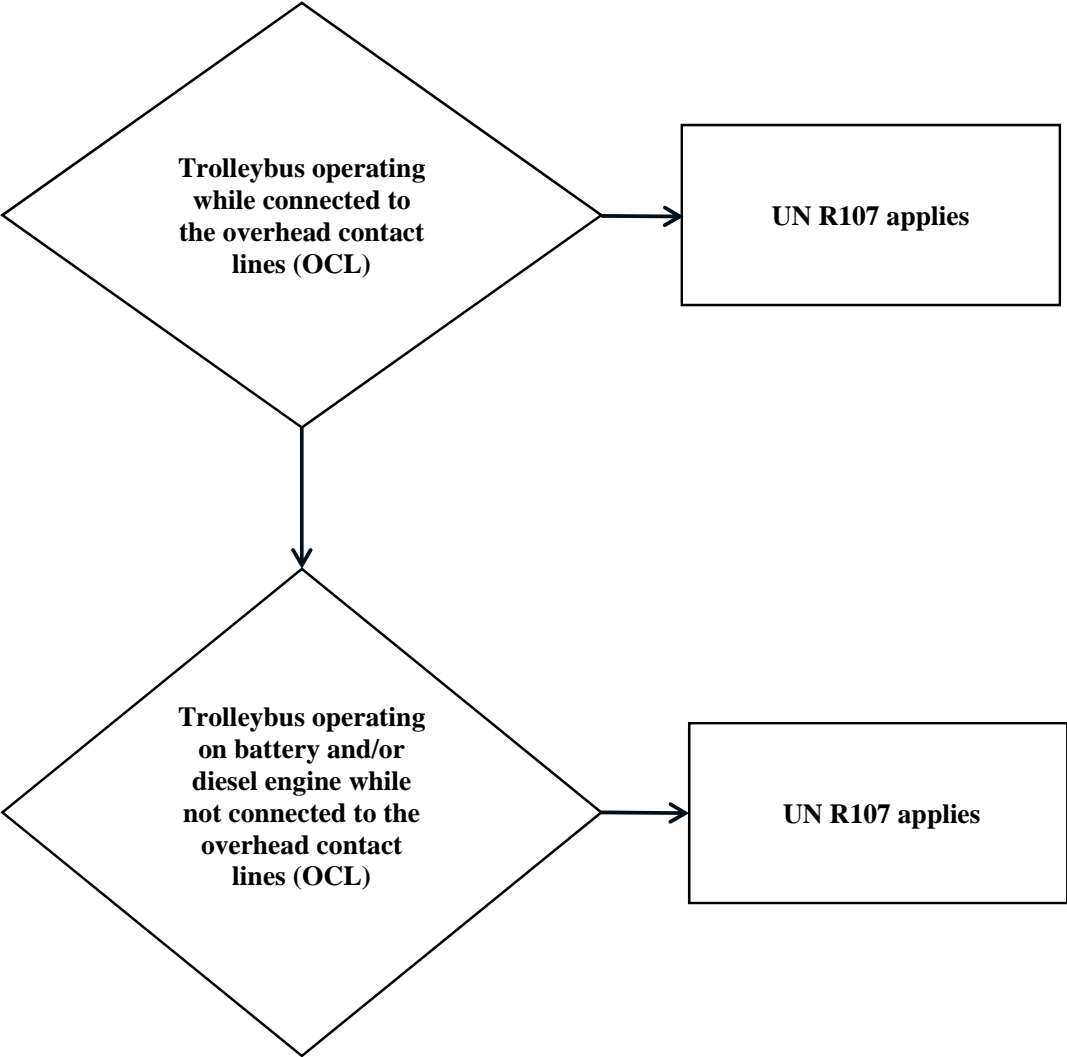 Trolleybus operating
while connected to
the overhead contact
lines (OCL)
UN R107 applies
Trolleybus operating
on battery and/or
diesel engine while
not connected to the
overhead contact
lines (OCL)
UN R107 applies